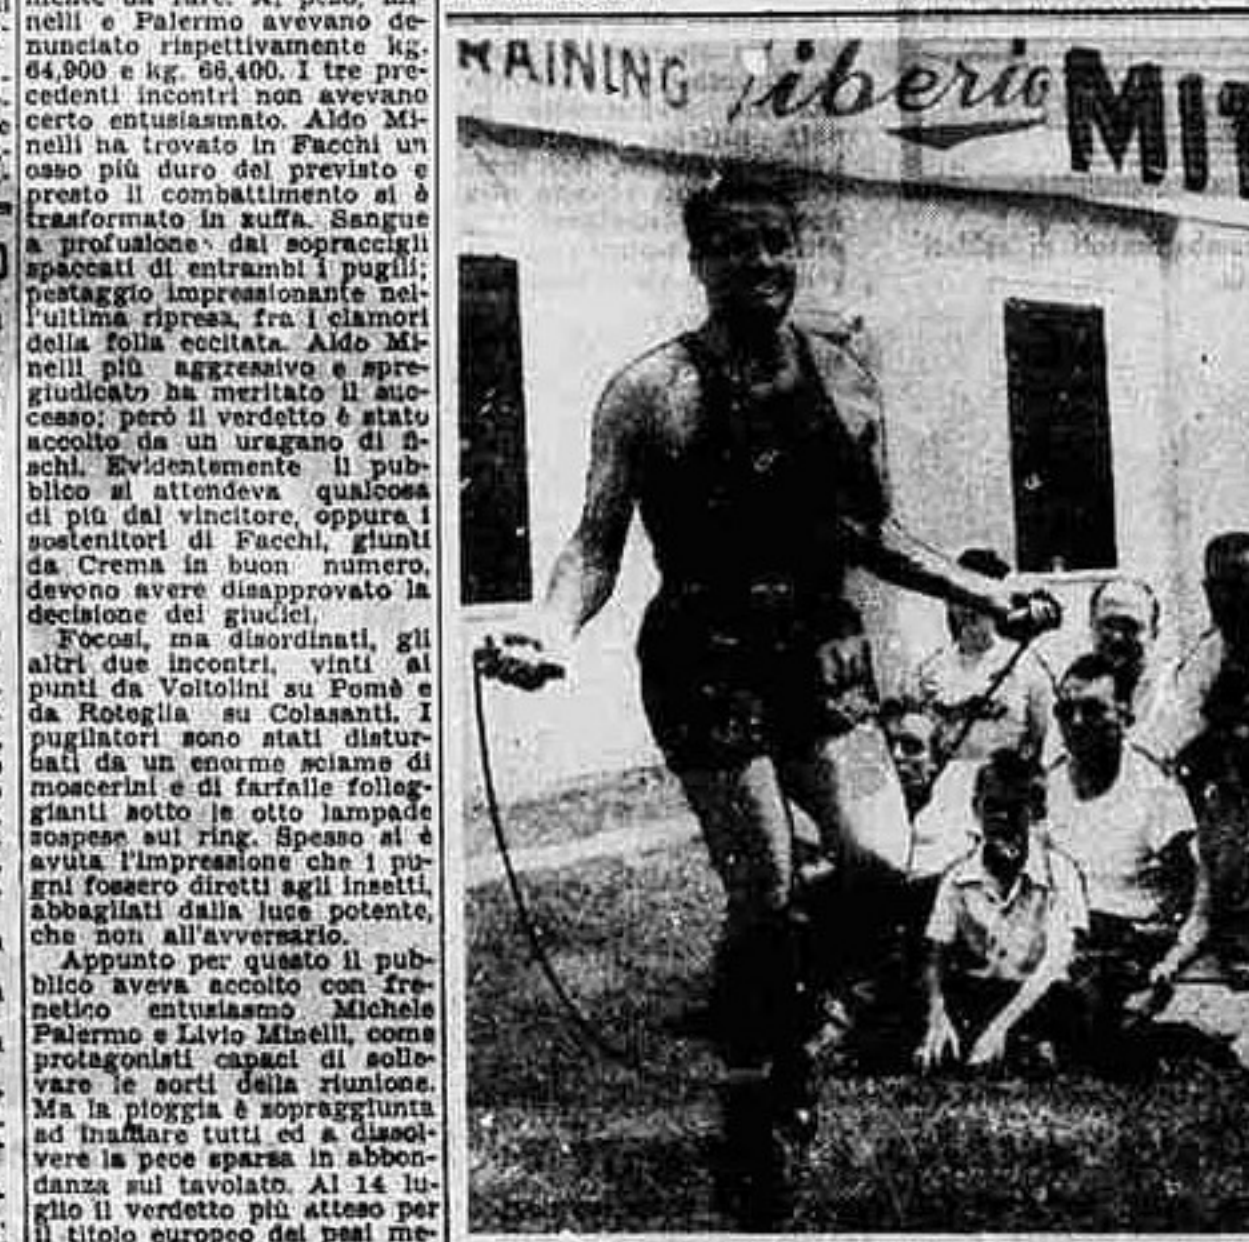 nelli e Palermo avevano de-
nunciato rispettivamente kg.
64,900 e kg. 66,400. I tre pre-
cedenti incontri non avevano
certo entusiasmato. Aldo Mi-
nelli ha trovato in Facchi un
osso più duro del previsto e
presto il combattimento si è
trasformato in zuffa. Sangue
a profusione dai sopraccigli
spaccati di entrambi i pugili;
pestaggio impressionante nel-
l'ultima ripresa, fra i clamori
della folla eccitata. Aldo Mi-
nelli più aggressivo e spre-
giudicato ha meritato il suc-
cesso; però il verdetto è stato
accolto da un uragano di fi-
schi. Evidentemente il pub-
blico si attendeva qualcosa
di più dal vincitore, oppure i
sostenitori di Facchi, giunti
da Crema in buon numero,
devono avere disapprovato la
decisione dei giudici.
Focosi, ma disordinati, gli
altri due incontri, vinti ai
punti da Voltolini su Pomè e
da Roteglia su Colasanti. I
pugilatori sono stati distur-
bati da un enorme sciame di
moscerini e di farfalle folleg-
gianti sotto le otto lampade
sospese sul ring. Spesso si è
avuta l'impressione che i pu-
gni fossero diretti agli insetti,
abbagliati dalla luce potente,
che non all'avversario.
Appunto per questo il pub-
blico aveva accolto con fre-
netico entusiasmo Michele
Palermo e Livio Minelli, come
protagonisti capaci di solle-
vare le sorti della riunione.
Ma la pioggia è sopraggiunta
ad inaffiare tutti ed a dissol-
vere la pece sparsa in abbon-
danza sul tavolato. Al 14 lu-
glio il verdetto più atteso per
il titolo europeo dei pesi me-
RAINING Tiberio MIT